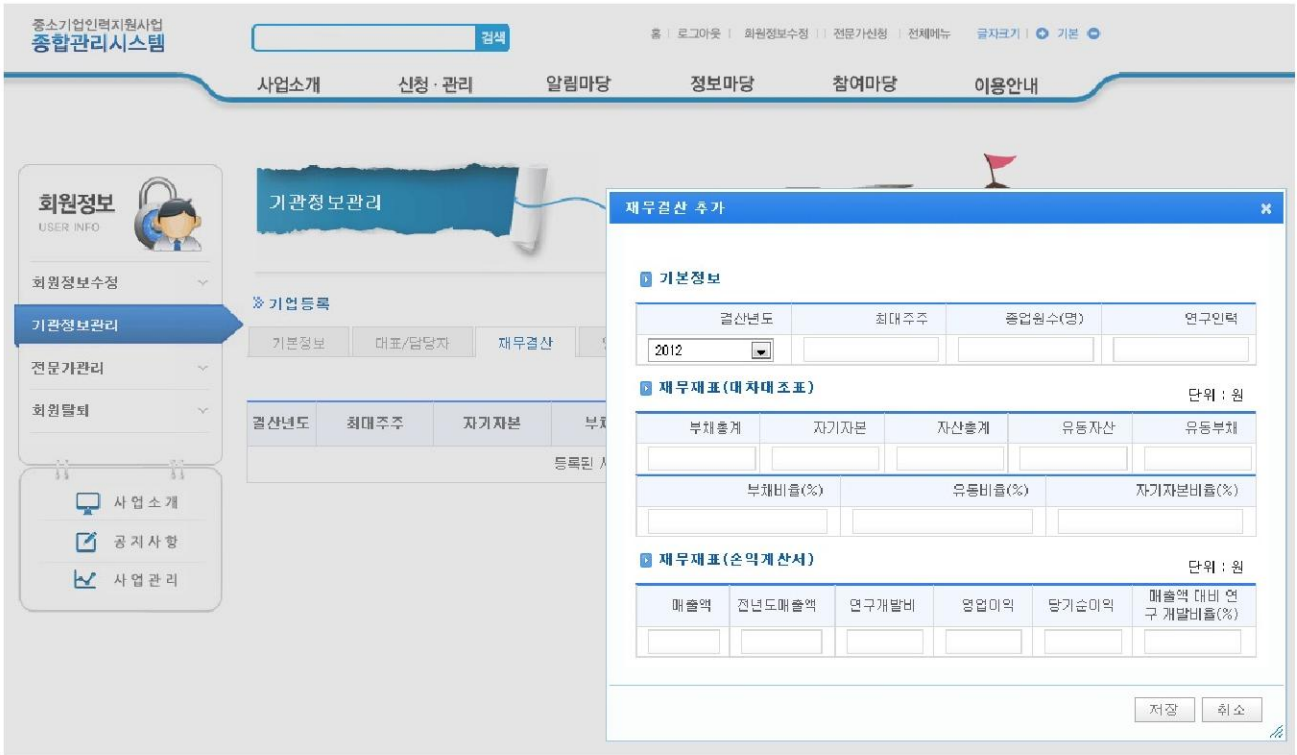 중소기업인력지원사업
종합관리시스템
검색
홈 | 로그아웃 | 회원정보수정 | 전문가신청 | 전체메뉴 글자크기 | 기본
사업소개 신청·관리 알림마당 정보마당 참여마당 이용안내
회원정보
USER INFO
회원정보수정
기관정보관리
전문가관리
회원탈퇴
사업소개
공지사항
사업관리
기관정보관리
기업등록
기본정보 대표/담당자 재무결산
결산년도 최대주주 자기자본
등록된
재무결산 추가
기본정보
결산년도 최대주주 종업원수(명) 연구인력
2012
재무재표(대차대조표)
단위 : 원
부채총계 자기자본 자산총계 유동자산 유동부채
부채비율(%) 유동비율(%) 자기자본비율(%)
재무재표(손익계산서)
단위 : 원
매출액 전년도매출액 연구개발비 영업이익 당기순이익 매출액 대비 연
구 개발비율(%)
저장 취소